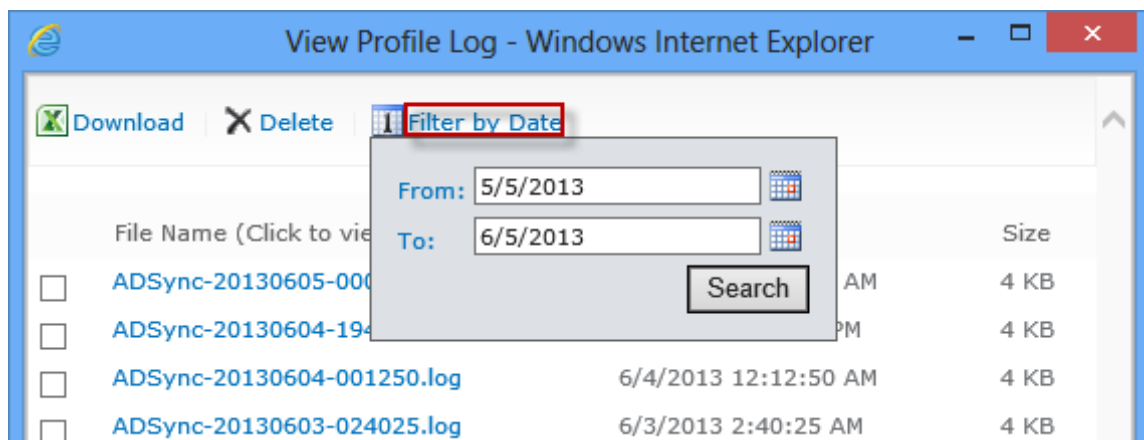 View Profile Log - Windows Internet Explorer
Download Delete 1 Filter by Date
From: 5/5/2013
File Name (Click to vie Size
To: 6/5/2013
Search
ADSync-20130605-000 AM 4 KB
ADSync-20130604-194 PM 4 KB
ADSync-20130604-001250.log 6/4/2013 12:12:50 AM 4 KB
ADSync-20130603-024025.log 6/3/2013 2:40:25 AM 4 KB